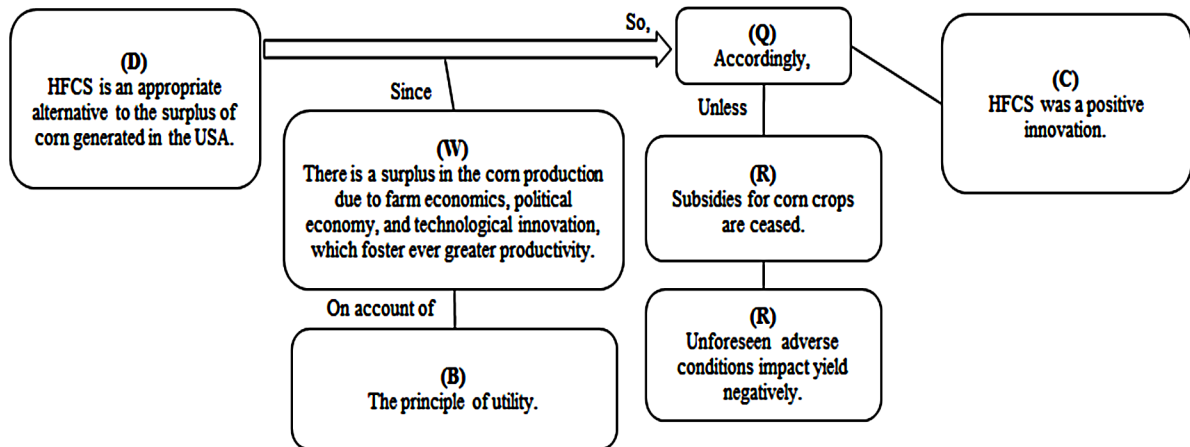 (D)
HFCS is an appropriate
alternative to the surplus of
corn generated in the USA.
So,
(Q)
Accordingly,
(C)
HFCS was a positive
innovation.
Since
Unless
(W)
There is a surplus in the corn production
due to farm economics, political
economy, and technological innovation,
which foster ever greater productivity.
(R)
Subsidies for corn crops
are ceased.
On account of
(B)
The principle of utility.
(R)
Unforeseen adverse
conditions impact yield
negatively.